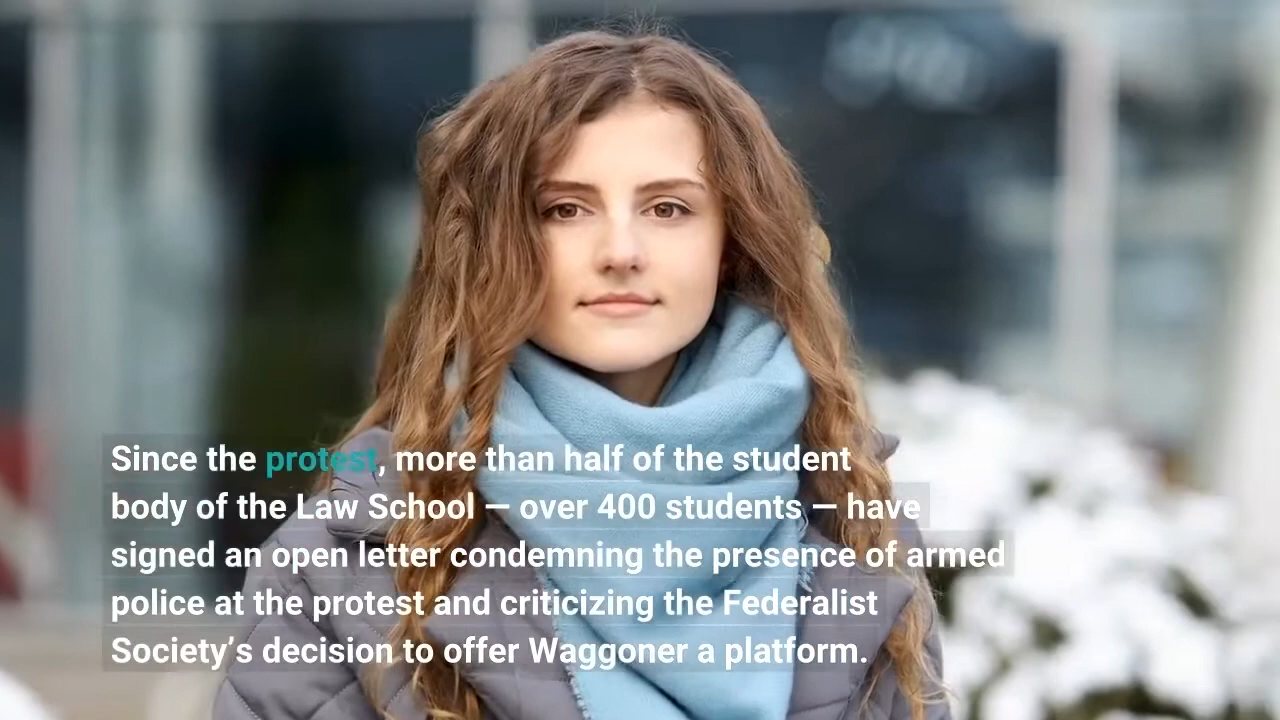 Since the protest, more than half of the student
body of the Law School — over 400 students — have
signed an open letter condemning the presence of armed
police at the protest and criticizing the Federalist
Society’s decision to offer Waggoner a platform.